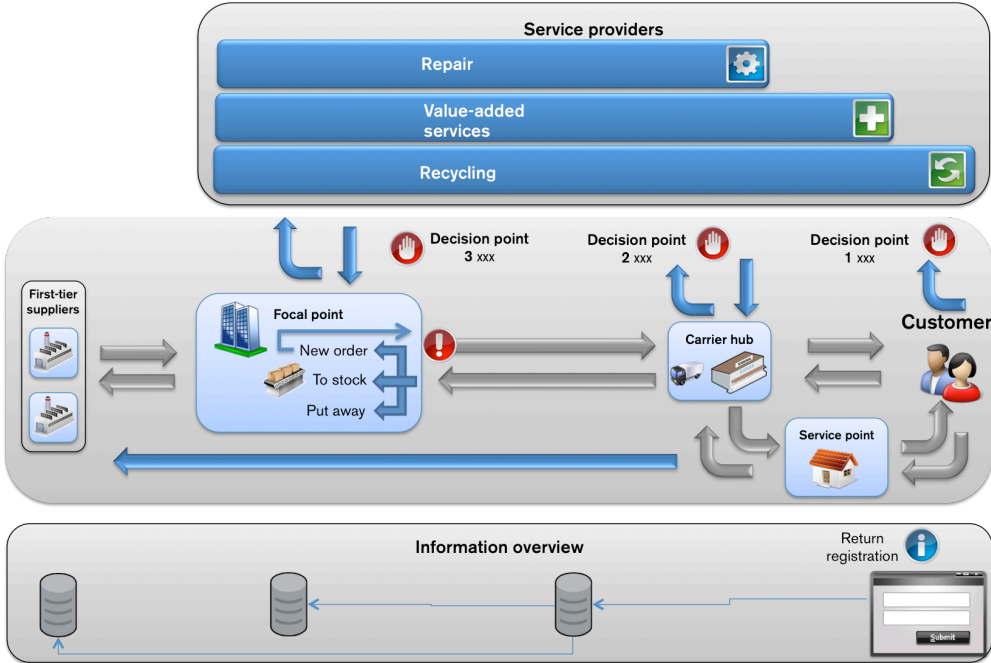 Service providers
Repair
Value-added
services
Recycling
Decision point
3 xxx
Decision point
2 xxx
Decision point
1 xxx
First-tier
suppliers
Focal point
New order
To stock
Put away
Carrier hub
Customer
Service point
Information overview
Return
registration
Submit